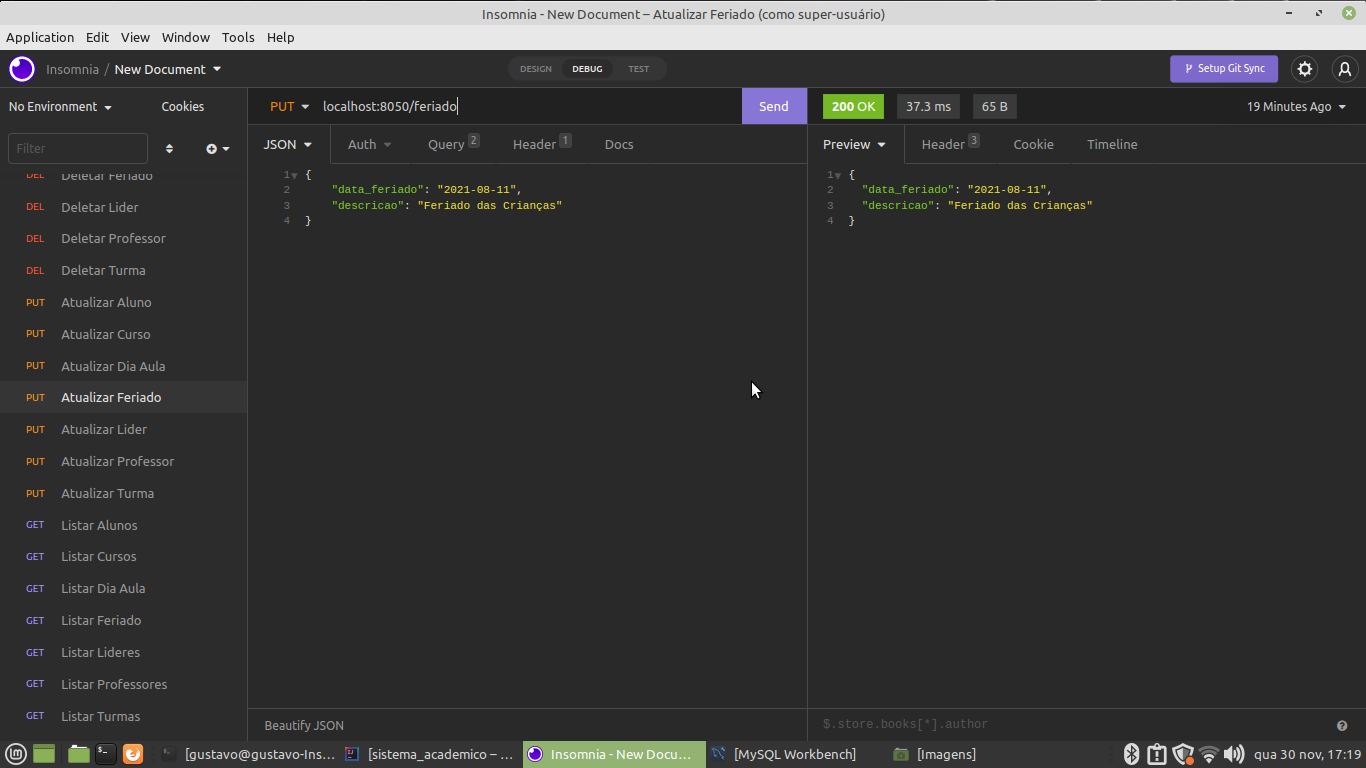 Insomnia - New Document – Atualizar Feriado (como super-usuário)
Application Edit View Window Tools Help
Insomnia / New Document
DESIGN DEBUG TEST
Setup Git Sync
No Environment Cookies
PUT localhost:8050/feriado Send
200 OK 37.3 ms 65 B 19 Minutes Ago
Filter
JSON Auth Query 2 Header 1 Docs
Preview Header 3 Cookie Timeline
DEL Deletar Feriado
DEL Deletar Lider
DEL Deletar Professor
DEL Deletar Turma
PUT Atualizar Aluno
PUT Atualizar Curso
PUT Atualizar Dia Aula
PUT Atualizar Feriado
PUT Atualizar Lider
PUT Atualizar Professor
PUT Atualizar Turma
GET Listar Alunos
GET Listar Cursos
GET Listar Dia Aula
GET Listar Feriado
GET Listar Lideres
GET Listar Professores
GET Listar Turmas
1 {
2 "data_feriado": "2021-08-11",
3 "descricao": "Feriado das Crianças"
4 }
1 {
2 "data_feriado": "2021-08-11",
3 "descricao": "Feriado das Crianças"
4 }
Beautify JSON
$.store.books[*].author
[gustavo@gustavo-Ins... [sistema_academico – ... Insomnia - New Docu... [MySQL Workbench] [Imagens] qua 30 nov, 17:19